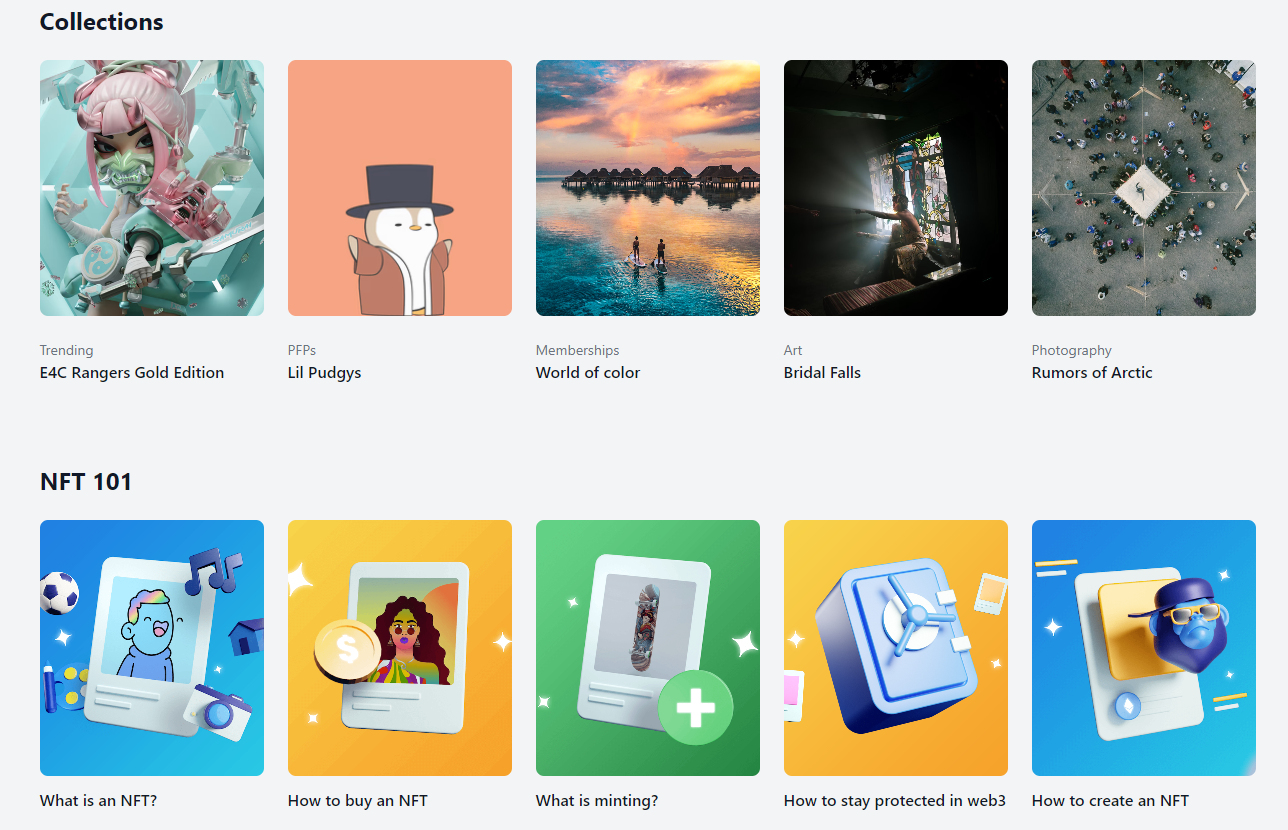 Collections
Trending
E4C Rangers Gold Edition
PFPs
Lil Pudgys
Memberships
World of color
Art
Bridal Falls
Photography
Rumors of Arctic
NFT 101
$
What is an NFT?
How to buy an NFT
What is minting?
How to stay protected in web3
How to create an NFT